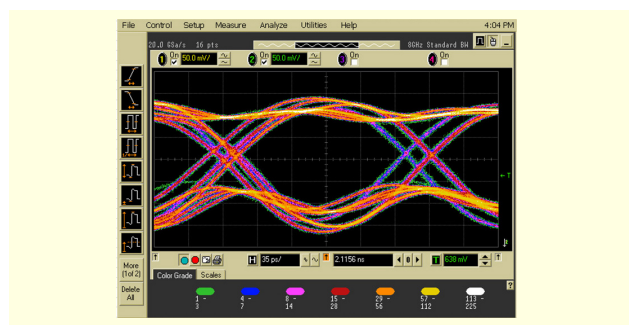 File Control Setup Measure Analyze Utilities Help 4:04 PM
20.0 GSa/s 16 pts 8GHz Standard BW
1 On 50.0 mV/ 2 On 50.0 mV/ 3 On 4 On
T
H 35 ps/ 2.1156 ns 0 T 638 mV
More
(1of 2)
Color Grade Scales
Delete
All
?
1 - 4 - 8 - 15 - 29 - 57 - 113 -
3 7 14 28 56 112 225